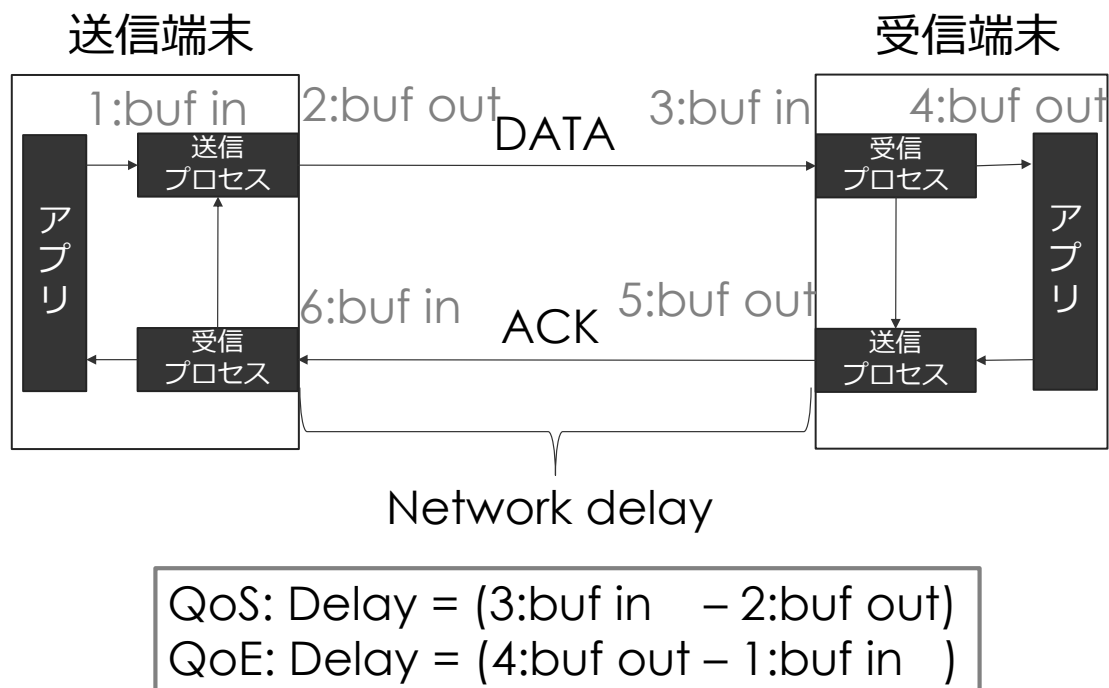 送信端末
受信端末
1:buf in
2:buf out
3:buf in
4:buf out
DATA
送信
プロセス
受信
プロセス
アプリ
アプリ
6:buf in
5:buf out
ACK
受信
プロセス
送信
プロセス
Network delay
QoS: Delay = (3:buf in – 2:buf out)
QoE: Delay = (4:buf out – 1:buf in )